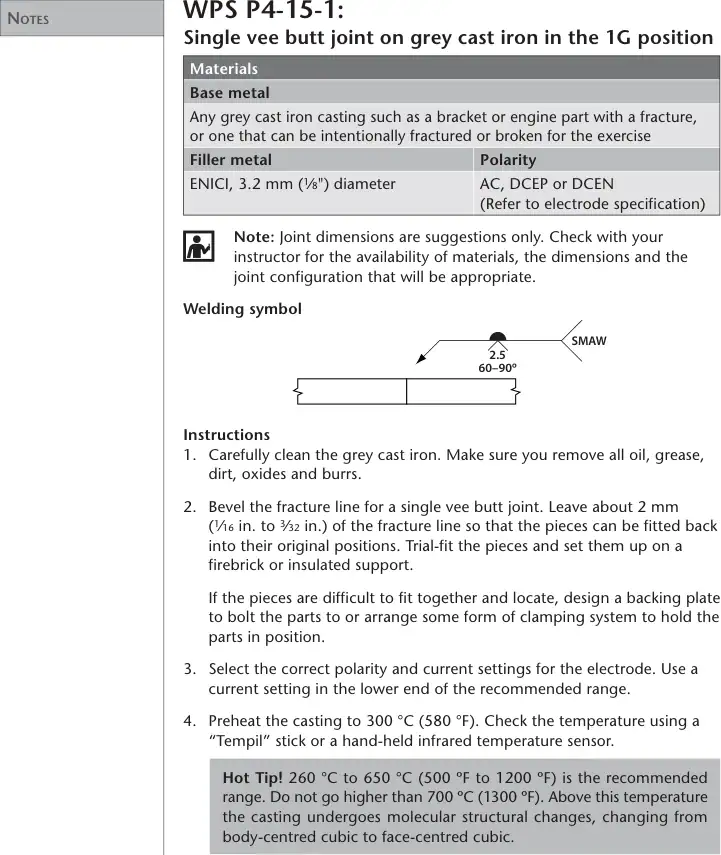 NOTES
WPS P4-15-1:
Single vee butt joint on grey cast iron in the 1G position
Materials
Base metal
Any grey cast iron casting such as a bracket or engine part with a fracture,
or one that can be intentionally fractured or broken for the exercise
Filler metal Polarity
ENICI, 3.2 mm (⅛") diameter AC, DCEP or DCEN
(Refer to electrode specification)
Note: Joint dimensions are suggestions only. Check with your
instructor for the availability of materials, the dimensions and the
joint configuration that will be appropriate.
Welding symbol
SMAW
2.5
60–90º
Instructions
1. Carefully clean the grey cast iron. Make sure you remove all oil, grease,
dirt, oxides and burrs.
2. Bevel the fracture line for a single vee butt joint. Leave about 2 mm
(1⁄16 in. to 3⁄32 in.) of the fracture line so that the pieces can be fitted back
into their original positions. Trial-fit the pieces and set them up on a
firebrick or insulated support.
If the pieces are difficult to fit together and locate, design a backing plate
to bolt the parts to or arrange some form of clamping system to hold the
parts in position.
3. Select the correct polarity and current settings for the electrode. Use a
current setting in the lower end of the recommended range.
4. Preheat the casting to 300 °C (580 °F). Check the temperature using a
“Tempil” stick or a hand-held infrared temperature sensor.
Hot Tip! 260 °C to 650 °C (500 ºF to 1200 ºF) is the recommended
range. Do not go higher than 700 ºC (1300 ºF). Above this temperature
the casting undergoes molecular structural changes, changing from
body-centred cubic to face-centred cubic.